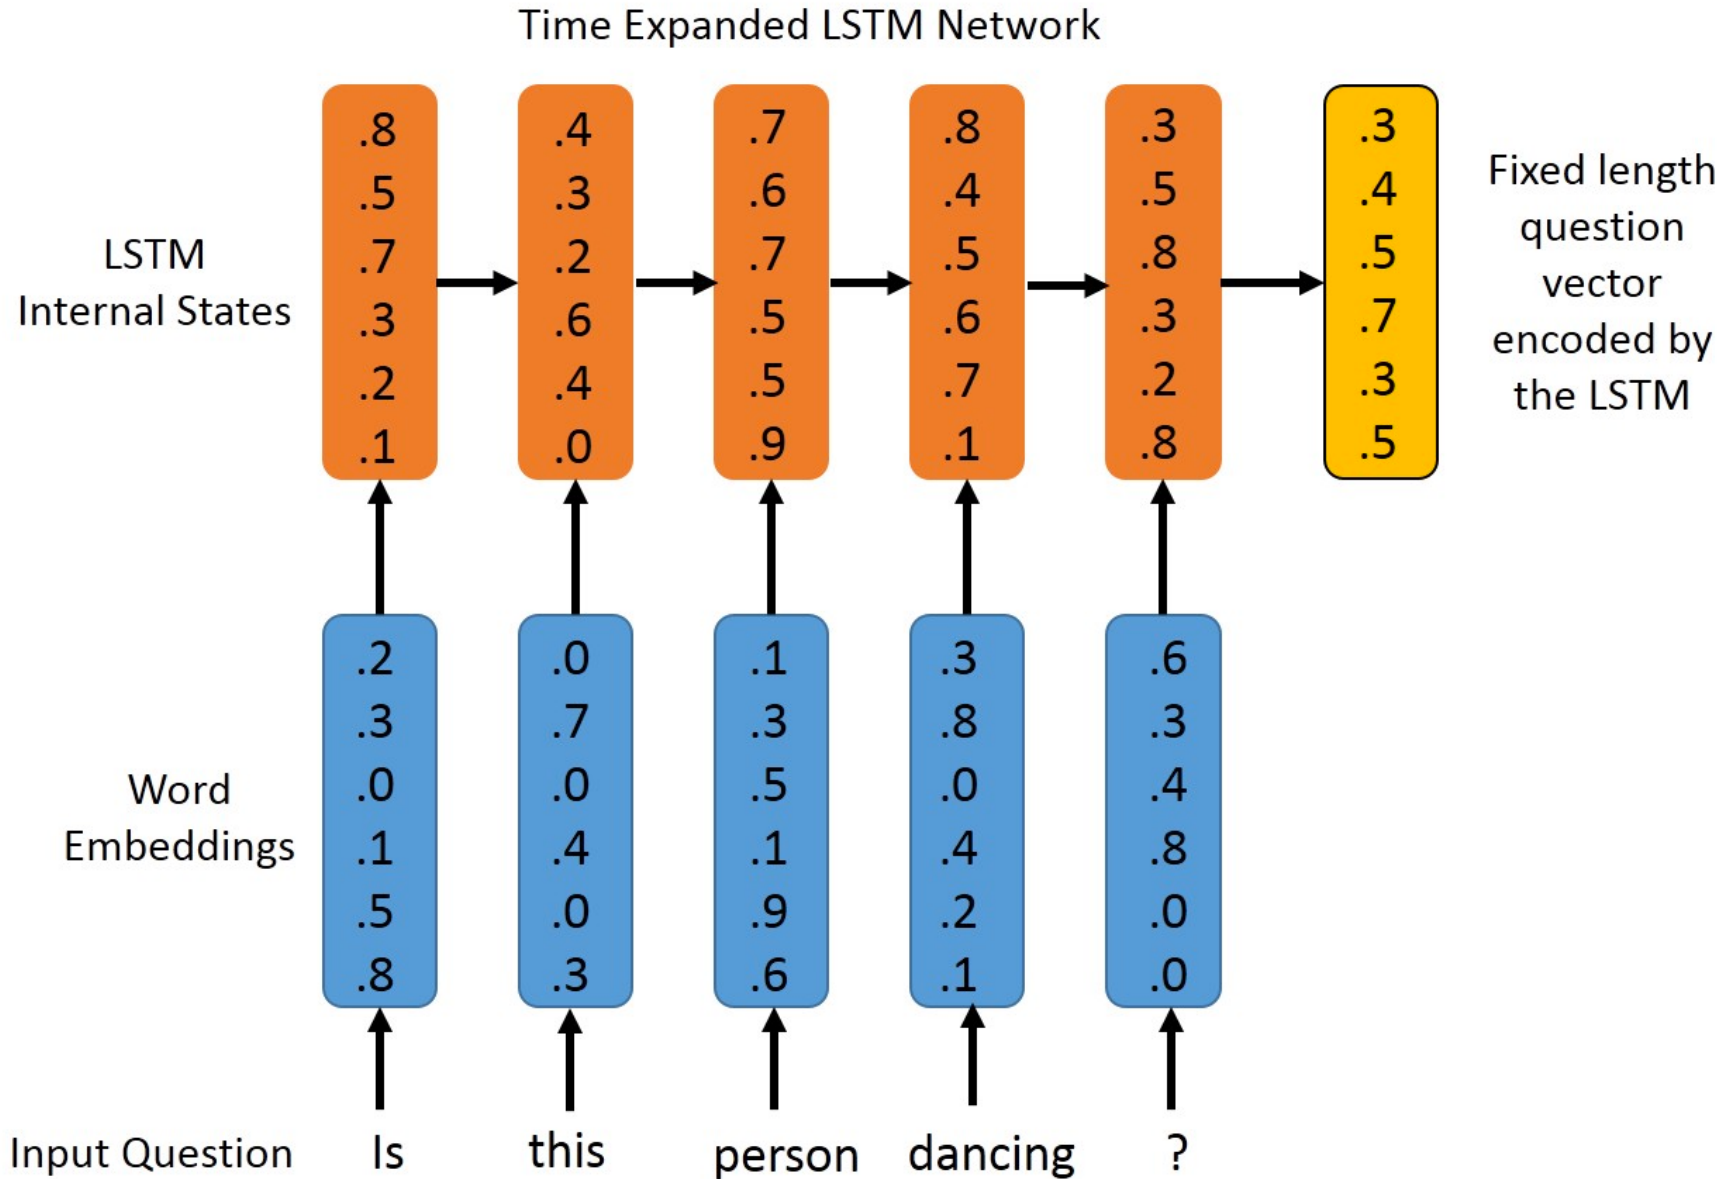 Time Expanded LSTM Network
LSTM
Internal States
.8 .4 .7 .8 .3 .3
.5 .3 .6 .4 .5 .4
.7 .2 .7 .5 .8 .5
.3 .6 .5 .6 .3 .7
.2 .4 .5 .7 .2 .3
.1 .0 .9 .1 .8 .5
Fixed length
question
vector
encoded by
the LSTM
Word
Embeddings
.2 .0 .1 .3 .6
.3 .7 .3 .8 .3
.0 .0 .5 .0 .4
.1 .4 .1 .4 .8
.5 .0 .9 .2 .0
.8 .3 .6 .1 .0
Input Question Is this person dancing ?